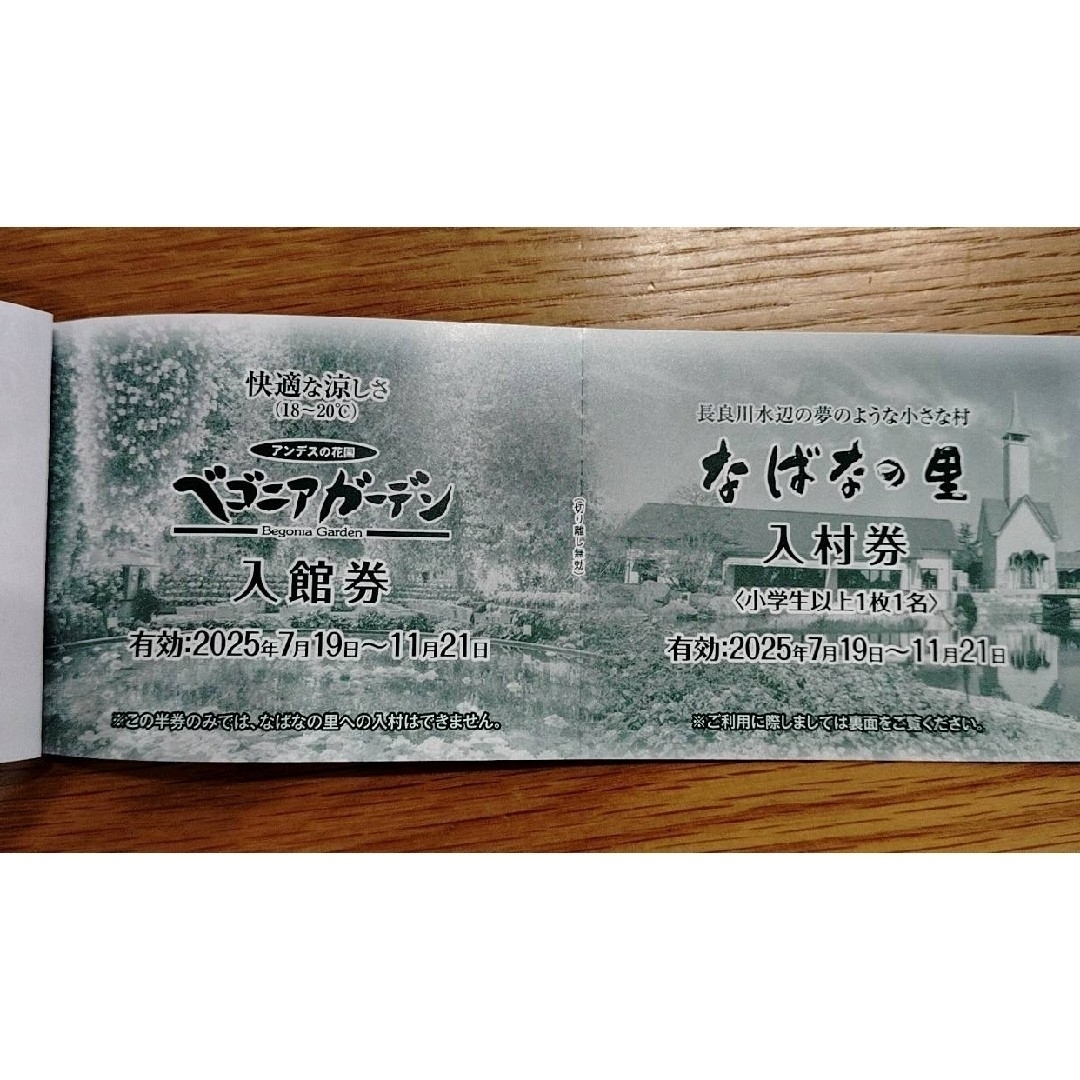 快適な涼しさ
(18〜20℃)
アンデスの花園
ベゴニアガーデン
Begonia Garden
入館券
有効:2025年7月19日〜11月21日
※この半券のみでは、なばなの里への入村はできません。
(切り離し無効)
長良川水辺の夢のような小さな村
なばなの里
入村券
〈小学生以上1枚1名〉
有効:2025年7月19日〜11月21日
※ご利用に際しましては裏面をご覧ください。